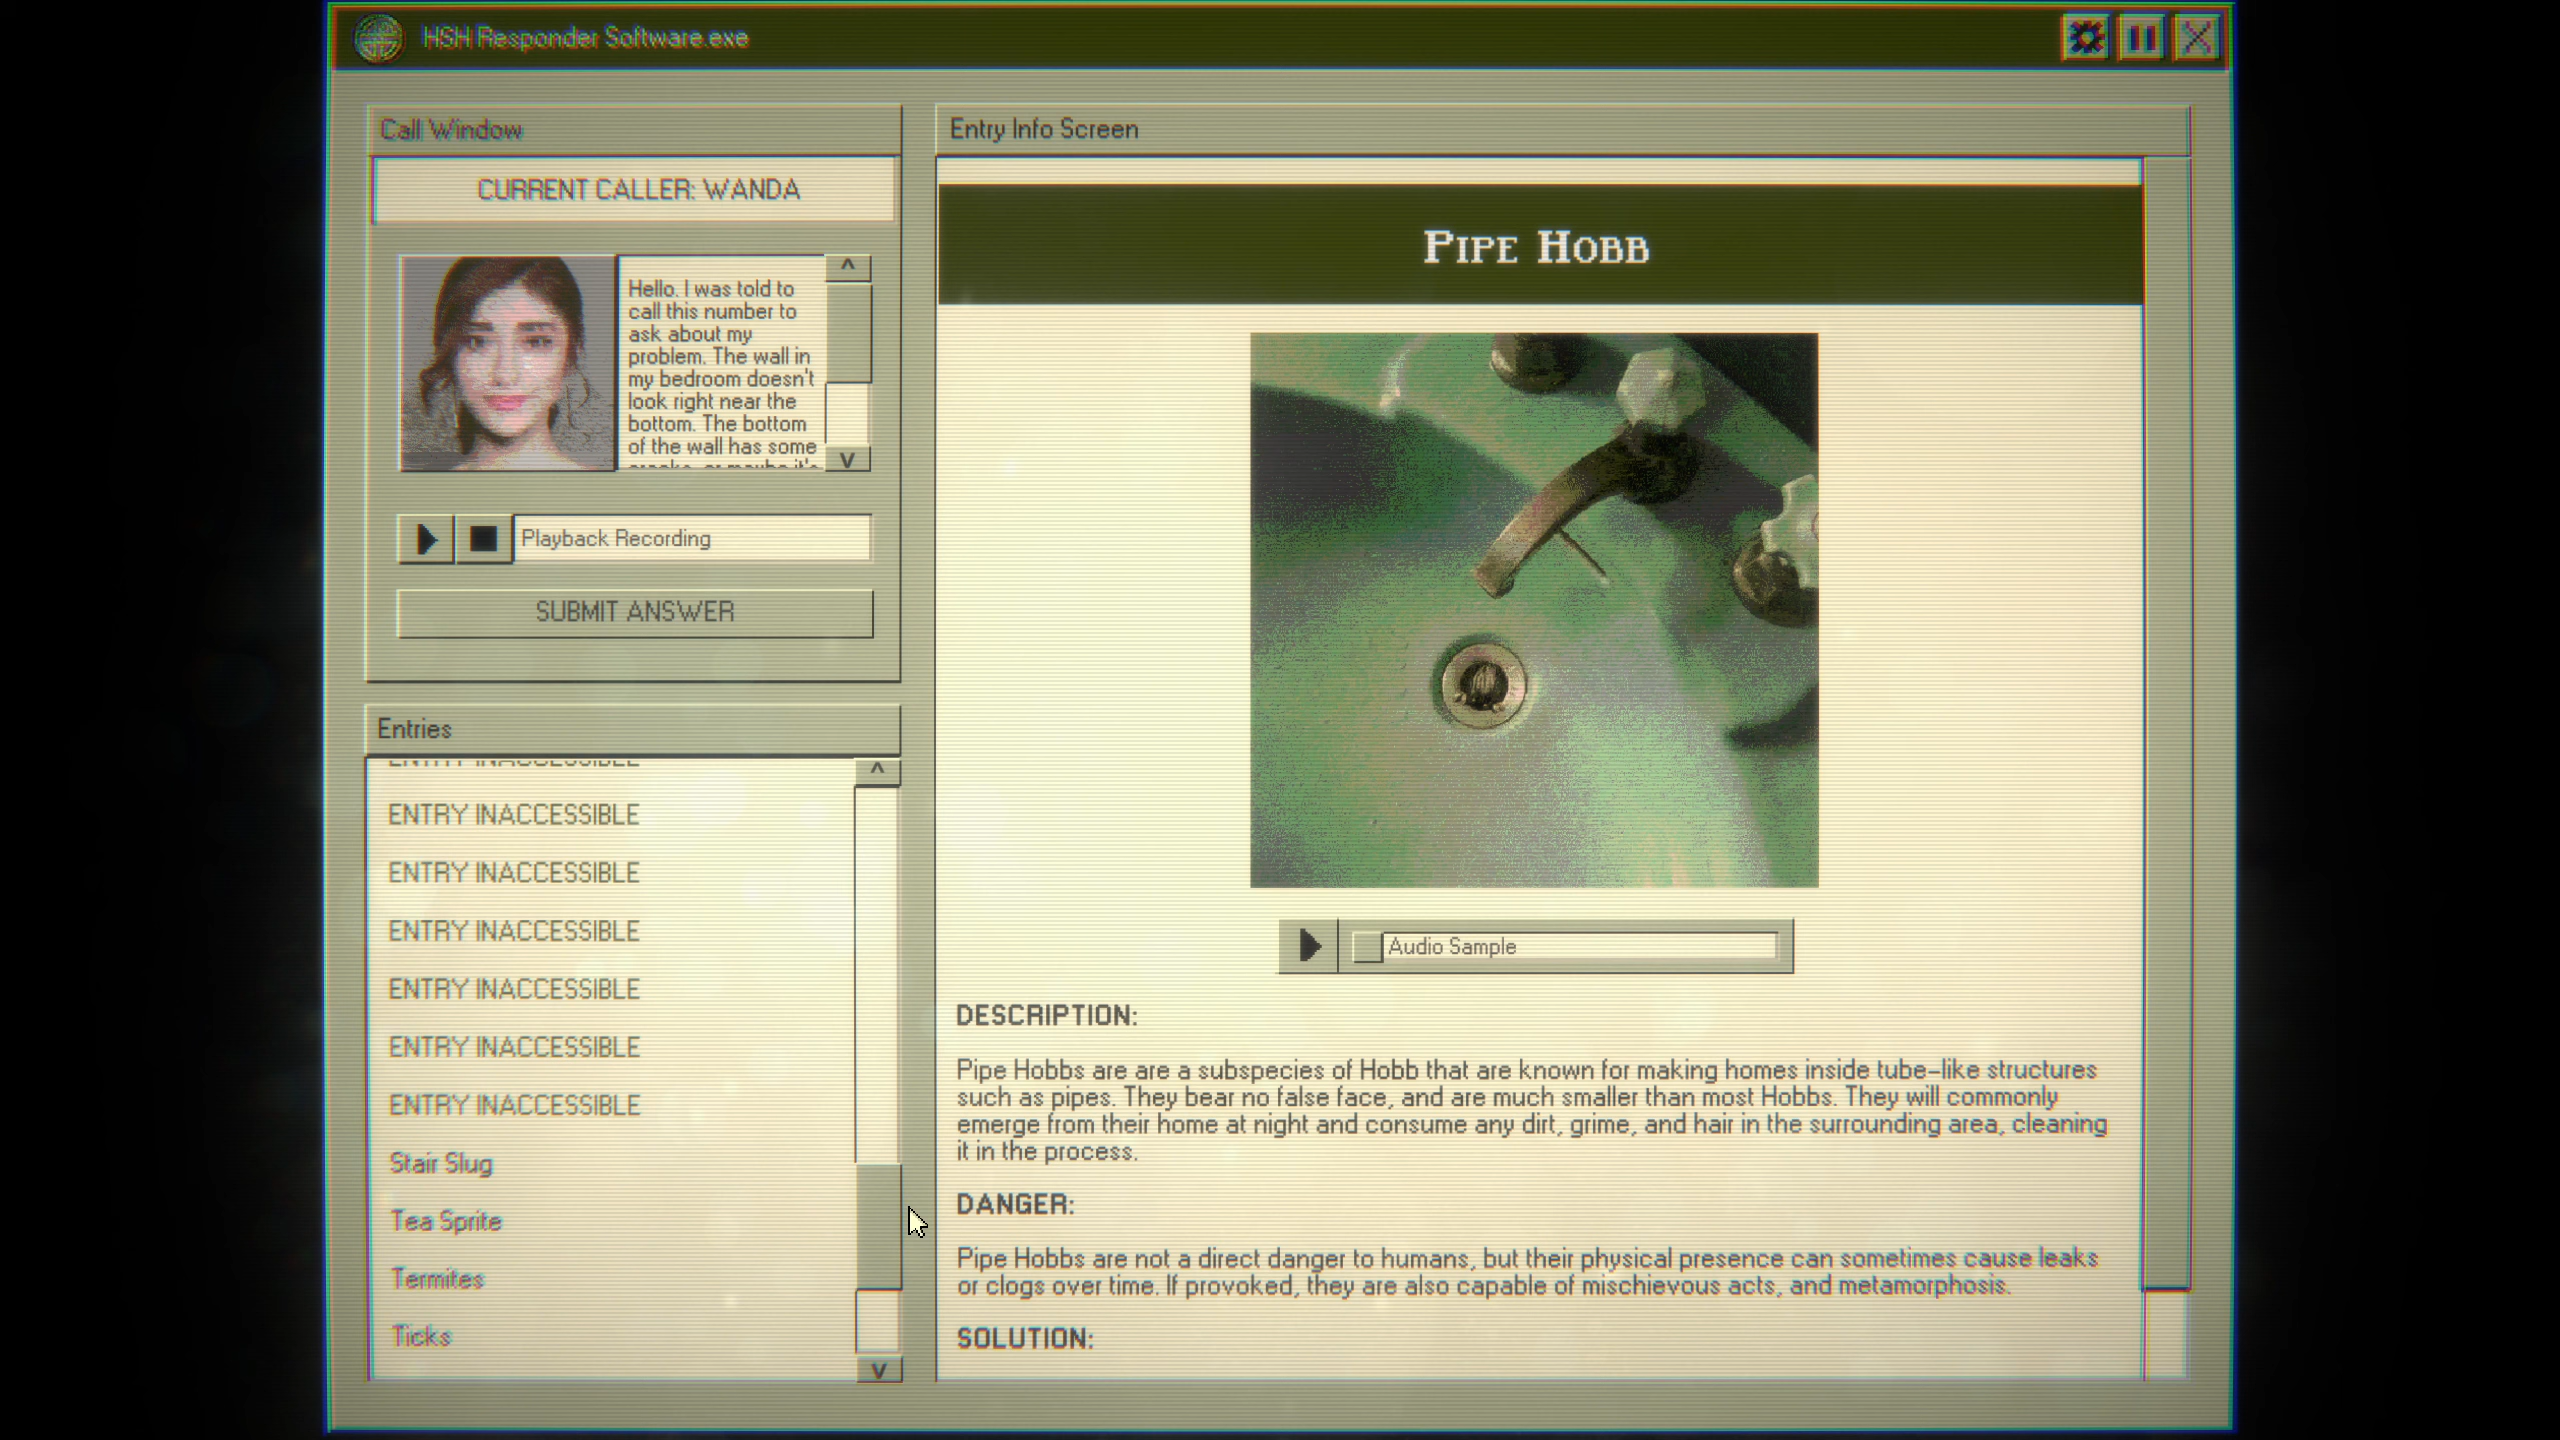 HSH Responder Software.exe
Call Window
CURRENT CALLER: WANDA
Hello. I was told to
call this number to
ask about my
problem. The wall in
my bedroom doesn't
look right near the
bottom. The bottom
of the wall has some
cracks, or maybe it's
Playback Recording
SUBMIT ANSWER
Entries
ENTRY INACCESSIBLE
ENTRY INACCESSIBLE
ENTRY INACCESSIBLE
ENTRY INACCESSIBLE
ENTRY INACCESSIBLE
ENTRY INACCESSIBLE
ENTRY INACCESSIBLE
Stair Slug
Tea Sprite
Termites
Ticks
Entry Info Screen
PIPE HOBB
Audio Sample
DESCRIPTION:
Pipe Hobbs are are a subspecies of Hobb that are known for making homes inside tube-like structures
such as pipes. They bear no false face, and are much smaller than most Hobbs. They will commonly
emerge from their home at night and consume any dirt, grime, and hair in the surrounding area, cleaning
it in the process.
DANGER:
Pipe Hobbs are not a direct danger to humans, but their physical presence can sometimes cause leaks
or clogs over time. If provoked, they are also capable of mischievous acts, and metamorphosis.
SOLUTION: